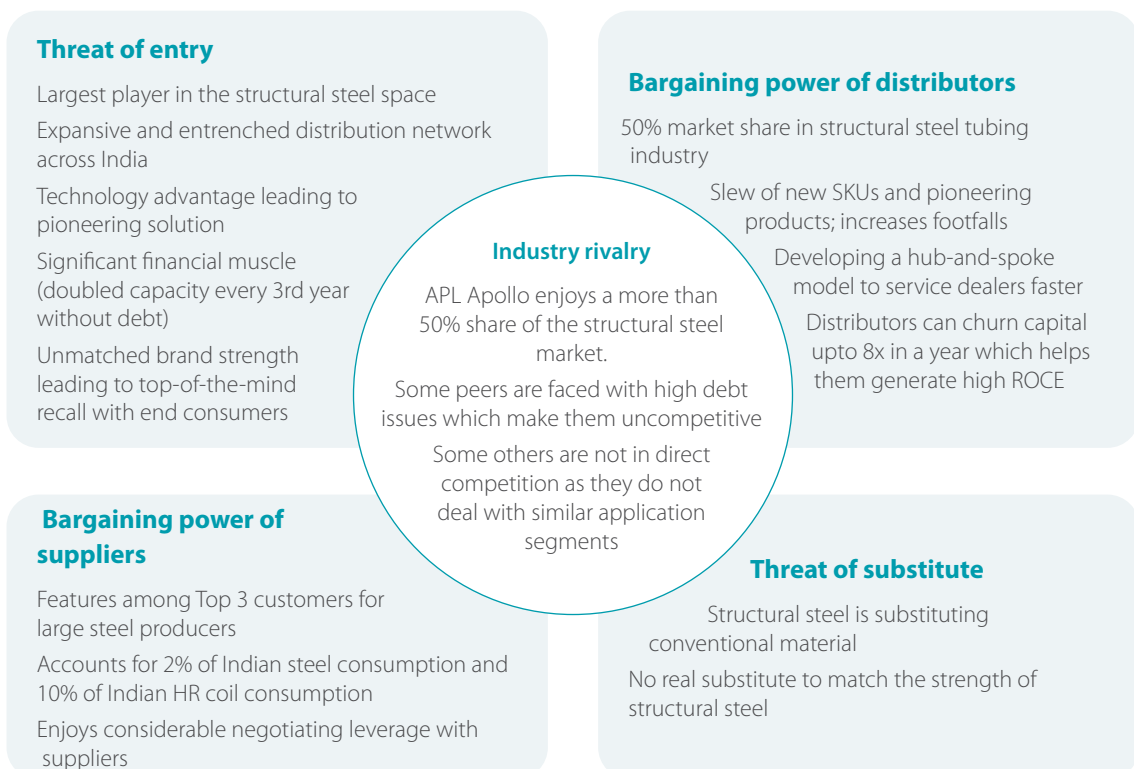 Threat of entry
Largest player in the structural steel space
Expansive and entrenched distribution network
across India
Technology advantage leading to
pioneering solution
Significant financial muscle
(doubled capacity every 3rd year
without debt)
Unmatched brand strength
leading to top-of-the-mind
recall with end consumers
Bargaining power of distributors
50% market share in structural steel tubing
industry
Slew of new SKUs and pioneering
products; increases footfalls
Developing a hub-and-spoke
model to service dealers faster
Distributors can churn capital
upto 8x in a year which helps
them generate high ROCE
Industry rivalry
APL Apollo enjoys a more than
50% share of the structural steel
market.
Some peers are faced with high debt
issues which make them uncompetitive
Some others are not in direct
competition as they do not
deal with similar application
segments
Bargaining power of
suppliers
Features among Top 3 customers for
large steel producers
Accounts for 2% of Indian steel consumption and
10% of Indian HR coil consumption
Enjoys considerable negotiating leverage with
suppliers
Threat of substitute
Structural steel is substituting
conventional material
No real substitute to match the strength of
structural steel